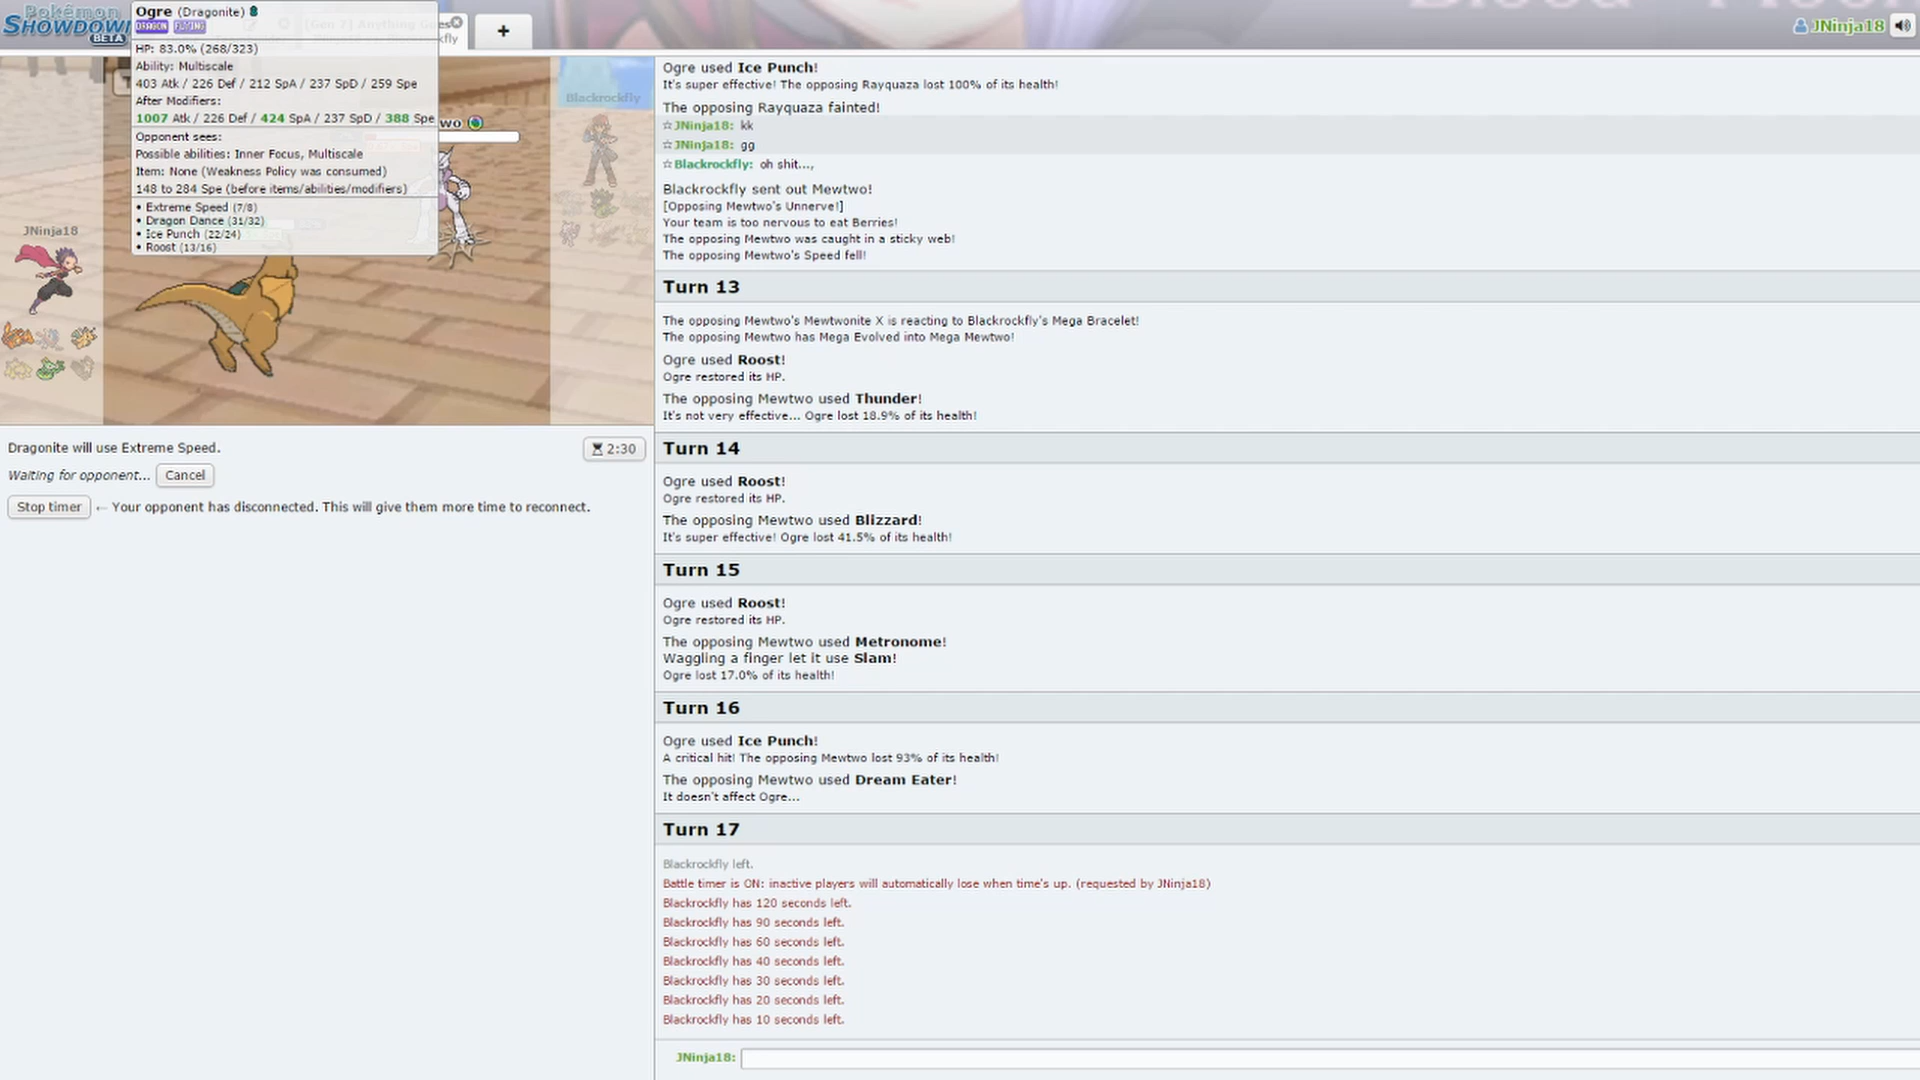 Pokémon
SHOWDOWN
BETA
[Gen 7] Anything Goes
kfly
+
JNinja18
Ogre (Dragonite)
DRAGON FLYING
HP: 83.0% (268/323)
Ability: Multiscale
403 Atk / 226 Def / 212 SpA / 237 SpD / 259 Spe
After Modifiers:
1007 Atk / 226 Def / 424 SpA / 237 SpD / 388 Spe
Opponent sees:
Possible abilities: Inner Focus, Multiscale
Item: None (Weakness Policy was consumed)
148 to 284 Spe (before items/abilities/modifiers)
• Extreme Speed (7/8)
• Dragon Dance (31/32)
• Ice Punch (22/24)
• Roost (13/16)
wo
Blackrockfly
JNinja18
Dragonite will use Extreme Speed.
2:30
Waiting for opponent... Cancel
Stop timer ← Your opponent has disconnected. This will give them more time to reconnect.
Ogre used Ice Punch!
It's super effective! The opposing Rayquaza lost 100% of its health!
The opposing Rayquaza fainted!
☆JNinja18: kk
☆JNinja18: gg
☆Blackrockfly: oh shit...,
Blackrockfly sent out Mewtwo!
[Opposing Mewtwo's Unnerve!]
Your team is too nervous to eat Berries!
The opposing Mewtwo was caught in a sticky web!
The opposing Mewtwo's Speed fell!
Turn 13
The opposing Mewtwo's Mewtwonite X is reacting to Blackrockfly's Mega Bracelet!
The opposing Mewtwo has Mega Evolved into Mega Mewtwo!
Ogre used Roost!
Ogre restored its HP.
The opposing Mewtwo used Thunder!
It's not very effective... Ogre lost 18.9% of its health!
Turn 14
Ogre used Roost!
Ogre restored its HP.
The opposing Mewtwo used Blizzard!
It's super effective! Ogre lost 41.5% of its health!
Turn 15
Ogre used Roost!
Ogre restored its HP.
The opposing Mewtwo used Metronome!
Waggling a finger let it use Slam!
Ogre lost 17.0% of its health!
Turn 16
Ogre used Ice Punch!
A critical hit! The opposing Mewtwo lost 93% of its health!
The opposing Mewtwo used Dream Eater!
It doesn't affect Ogre...
Turn 17
Blackrockfly left.
Battle timer is ON: inactive players will automatically lose when time's up. (requested by JNinja18)
Blackrockfly has 120 seconds left.
Blackrockfly has 90 seconds left.
Blackrockfly has 60 seconds left.
Blackrockfly has 40 seconds left.
Blackrockfly has 30 seconds left.
Blackrockfly has 20 seconds left.
Blackrockfly has 10 seconds left.
JNinja18: